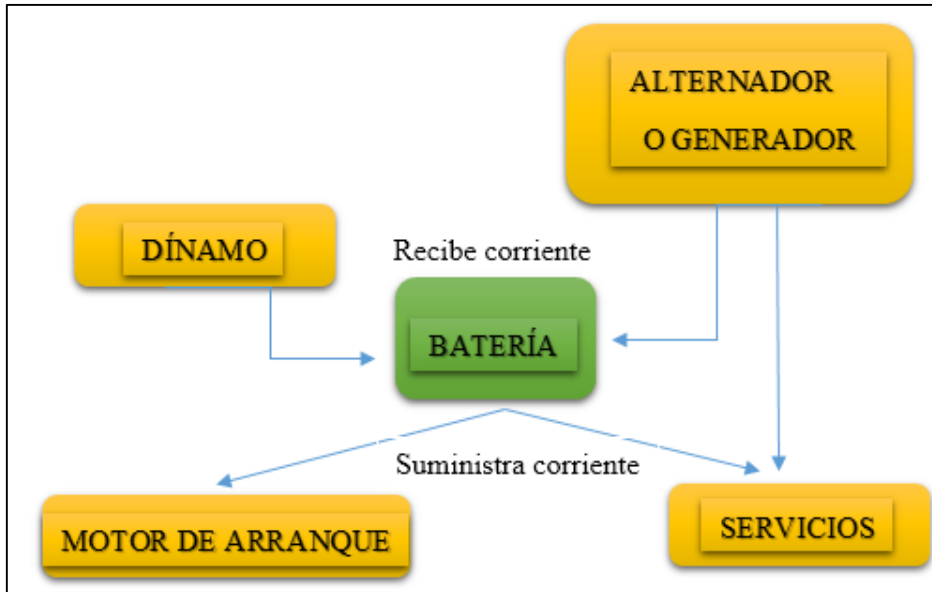 ALTERNADOR
O GENERADOR
DÍNAMO
Recibe corriente
BATERÍA
Suministra corriente
MOTOR DE ARRANQUE
SERVICIOS